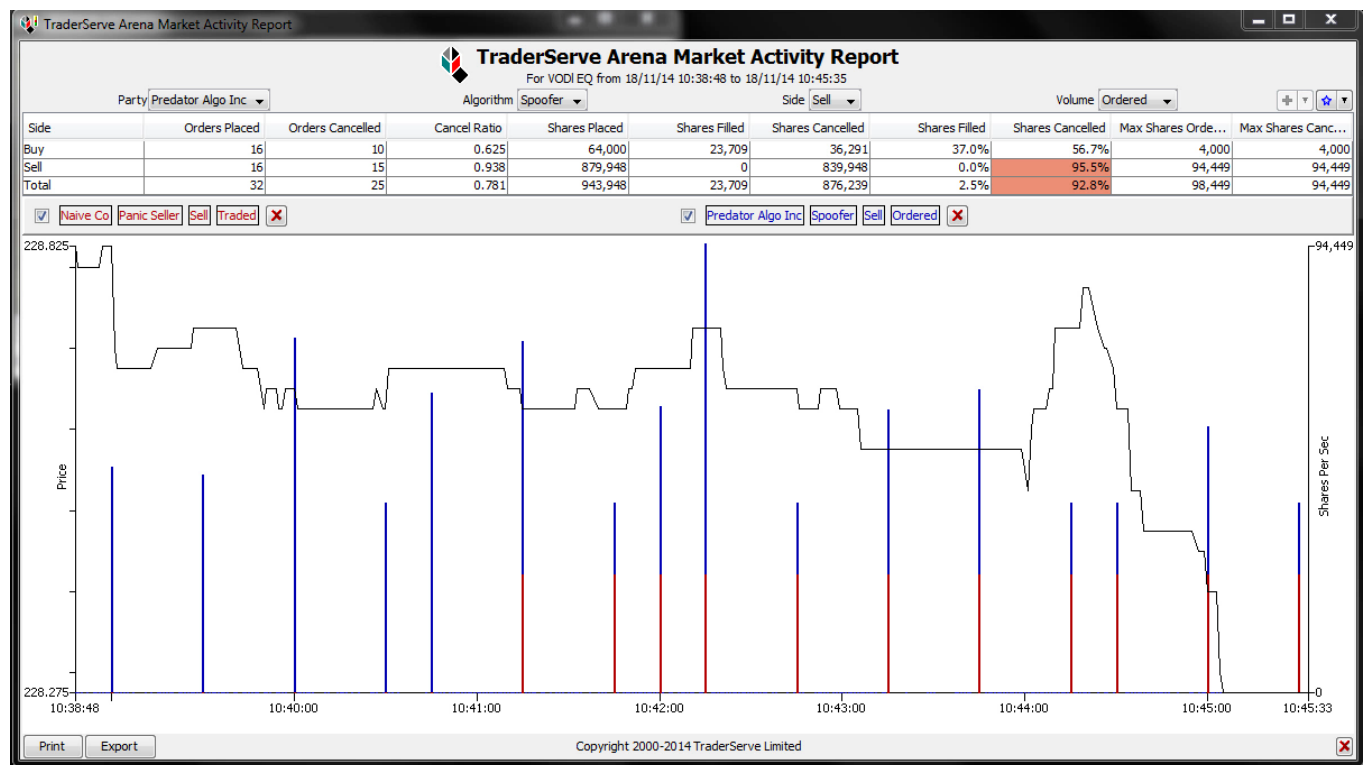 TraderServe Arena Market Activity Report
TraderServe Arena Market Activity Report
For VODl EQ from 18/11/14 10:38:48 to 18/11/14 10:45:35
Party Predator Algo Inc Algorithm Spoofer Side Sell Volume Ordered
Side Orders Placed Orders Cancelled Cancel Ratio Shares Placed Shares Filled Shares Cancelled Shares Filled Shares Cancelled Max Shares Orde... Max Shares Canc...
Buy 16 10 0.625 64,000 23,709 36,291 37.0% 56.7% 4,000 4,000
Sell 16 15 0.938 879,948 0 839,948 0.0% 95.5% 94,449 94,449
Total 32 25 0.781 943,948 23,709 876,239 2.5% 92.8% 98,449 94,449
Naive Co Panic Seller Sell Traded Predator Algo Inc Spoofer Sell Ordered
228.825 94,449
Price Shares Per Sec
228.275 0
10:38:48 10:40:00 10:41:00 10:42:00 10:43:00 10:44:00 10:45:00 10:45:33
Print Export Copyright 2000-2014 TraderServe Limited